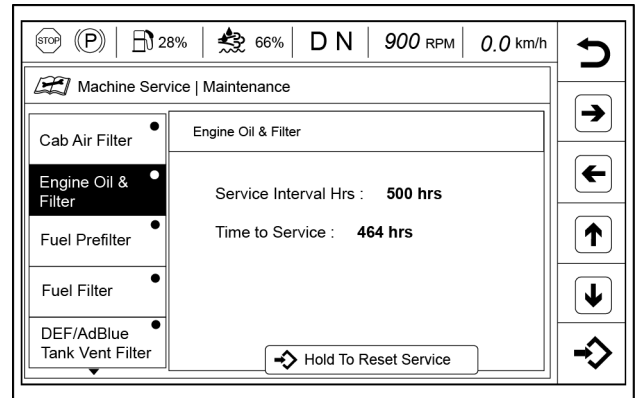 STOP P 28% 66% D N 900 RPM 0.0 km/h
Machine Service | Maintenance
Cab Air Filter
Engine Oil &
Filter
Fuel Prefilter
Fuel Filter
DEF/AdBlue
Tank Vent Filter
Engine Oil & Filter
Service Interval Hrs : 500 hrs
Time to Service : 464 hrs
Hold To Reset Service